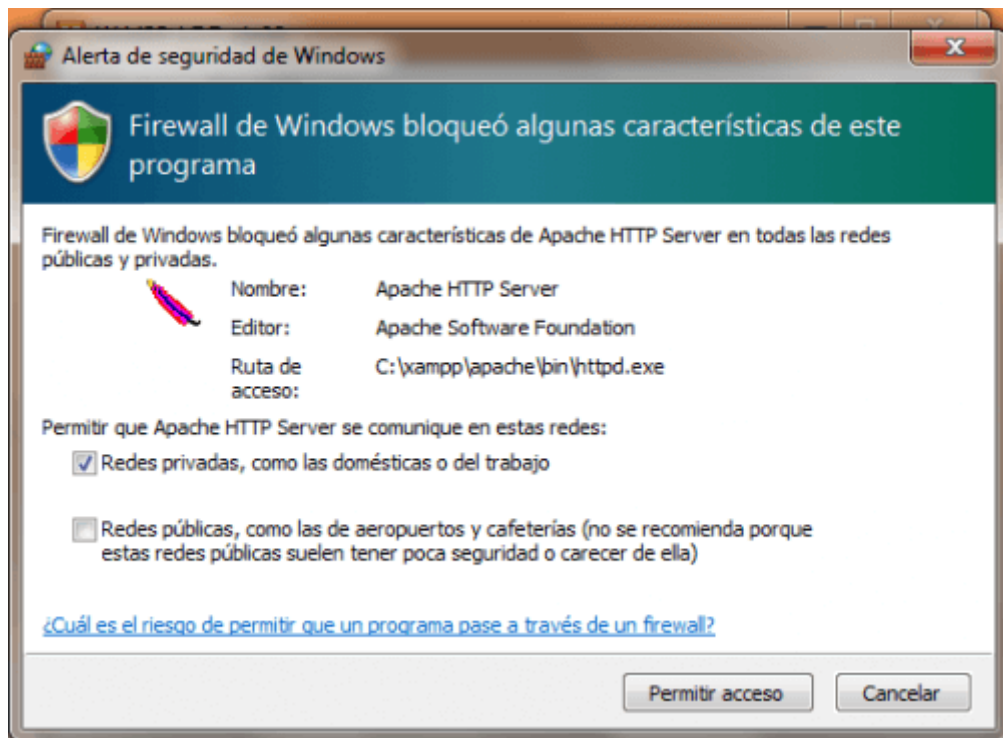 Alerta de seguridad de Windows
Firewall de Windows bloqueó algunas características de este
programa
Firewall de Windows bloqueó algunas características de Apache HTTP Server en todas las redes
públicas y privadas.
Nombre: Apache HTTP Server
Editor: Apache Software Foundation
Ruta de C:\xampp\apache\bin\httpd.exe
acceso:
Permitir que Apache HTTP Server se comunique en estas redes:
Redes privadas, como las domésticas o del trabajo
Redes públicas, como las de aeropuertos y cafeterías (no se recomienda porque
estas redes públicas suelen tener poca seguridad o carecer de ella)
¿Cuál es el riesgo de permitir que un programa pase a través de un firewall?
Permitir acceso Cancelar